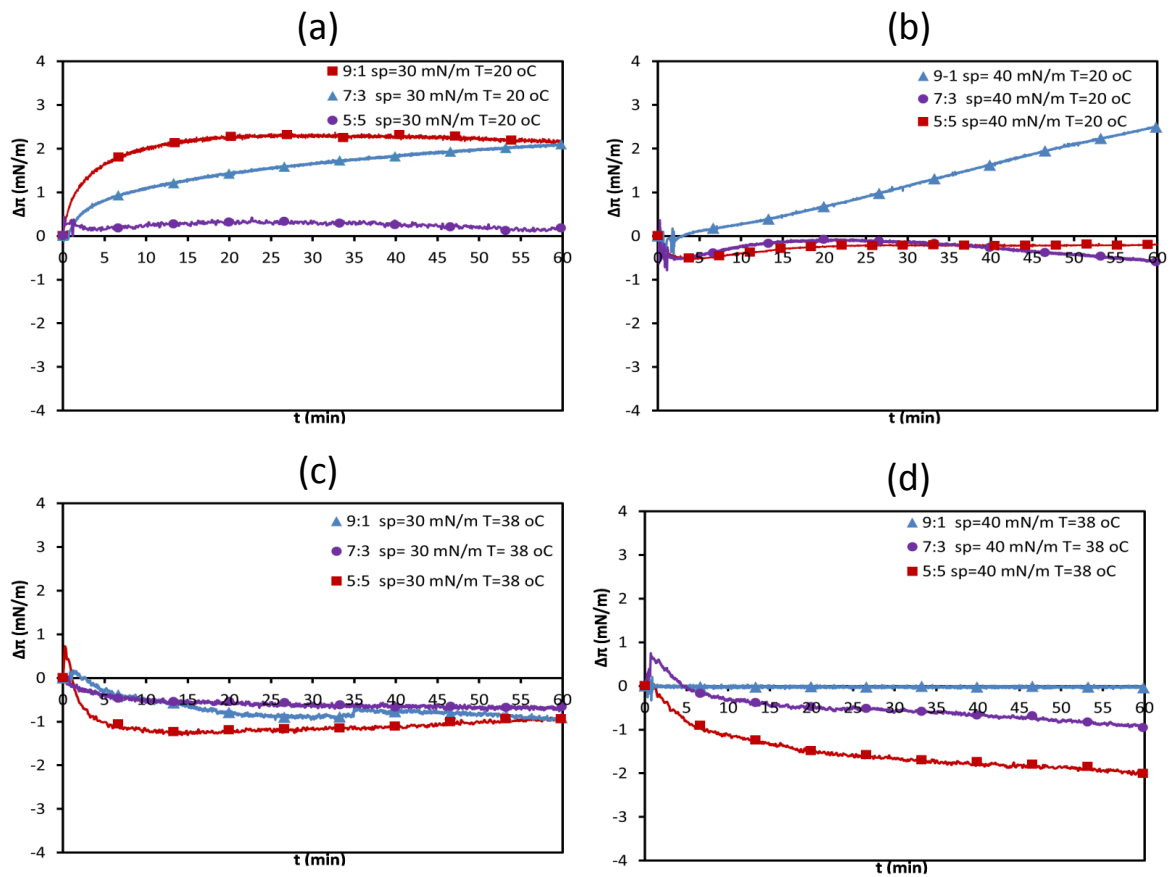 (a)
9:1 sp=30 mN/m T=20 oC
7:3 sp= 30 mN/m T= 20 oC
5:5 sp=30 mN/m T=20 oC
Δπ (mN/m)
4
3
2
1
0
-1
-2
-3
-4
0 5 10 15 20 25 30 35 40 45 50 55 60
t (min)
(b)
9-1 sp= 40 mN/m T=20 oC
7:3 sp=40 mN/m T=20 oC
5:5 sp=40 mN/m T=20 oC
Δπ (mN/m)
4
3
2
1
0
-1
-2
-3
-4
0 5 10 15 20 25 30 35 40 45 50 55 60
t (min)
(c)
9:1 sp=30 mN/m T=38 oC
7:3 sp= 30 mN/m T= 38 oC
5:5 sp=30 mN/m T=38 oC
Δπ (mN/m)
4
3
2
1
0
-1
-2
-3
-4
0 5 10 15 20 25 30 35 40 45 50 55 60
t (min)
(d)
9:1 sp=40 mN/m T=38 oC
7:3 sp= 40 mN/m T= 38 oC
5:5 sp=40 mN/m T=38 oC
Δπ (mN/m)
4
3
2
1
0
-1
-2
-3
-4
0 5 10 15 20 25 30 35 40 45 50 55 60
t (min)